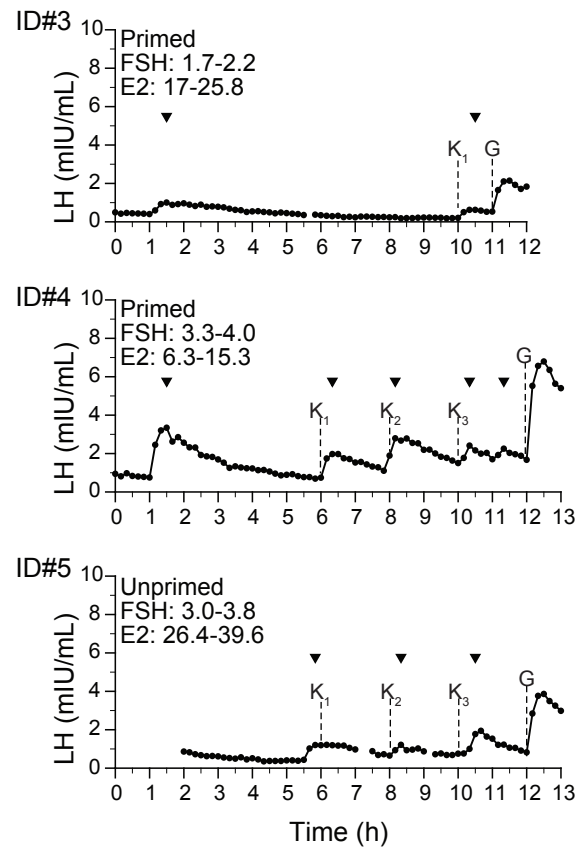 ID#3
Primed
FSH: 1.7-2.2
E2: 17-25.8
LH (mIU/mL)
10
8
6
4
2
0
K1 G
0 1 2 3 4 5 6 7 8 9 10 11 12
ID#4
Primed
FSH: 3.3-4.0
E2: 6.3-15.3
LH (mIU/mL)
10
8
6
4
2
0
K1 K2 K3 G
0 1 2 3 4 5 6 7 8 9 10 11 12 13
ID#5
Unprimed
FSH: 3.0-3.8
E2: 26.4-39.6
LH (mIU/mL)
10
8
6
4
2
0
K1 K2 K3 G
0 1 2 3 4 5 6 7 8 9 10 11 12 13
Time (h)